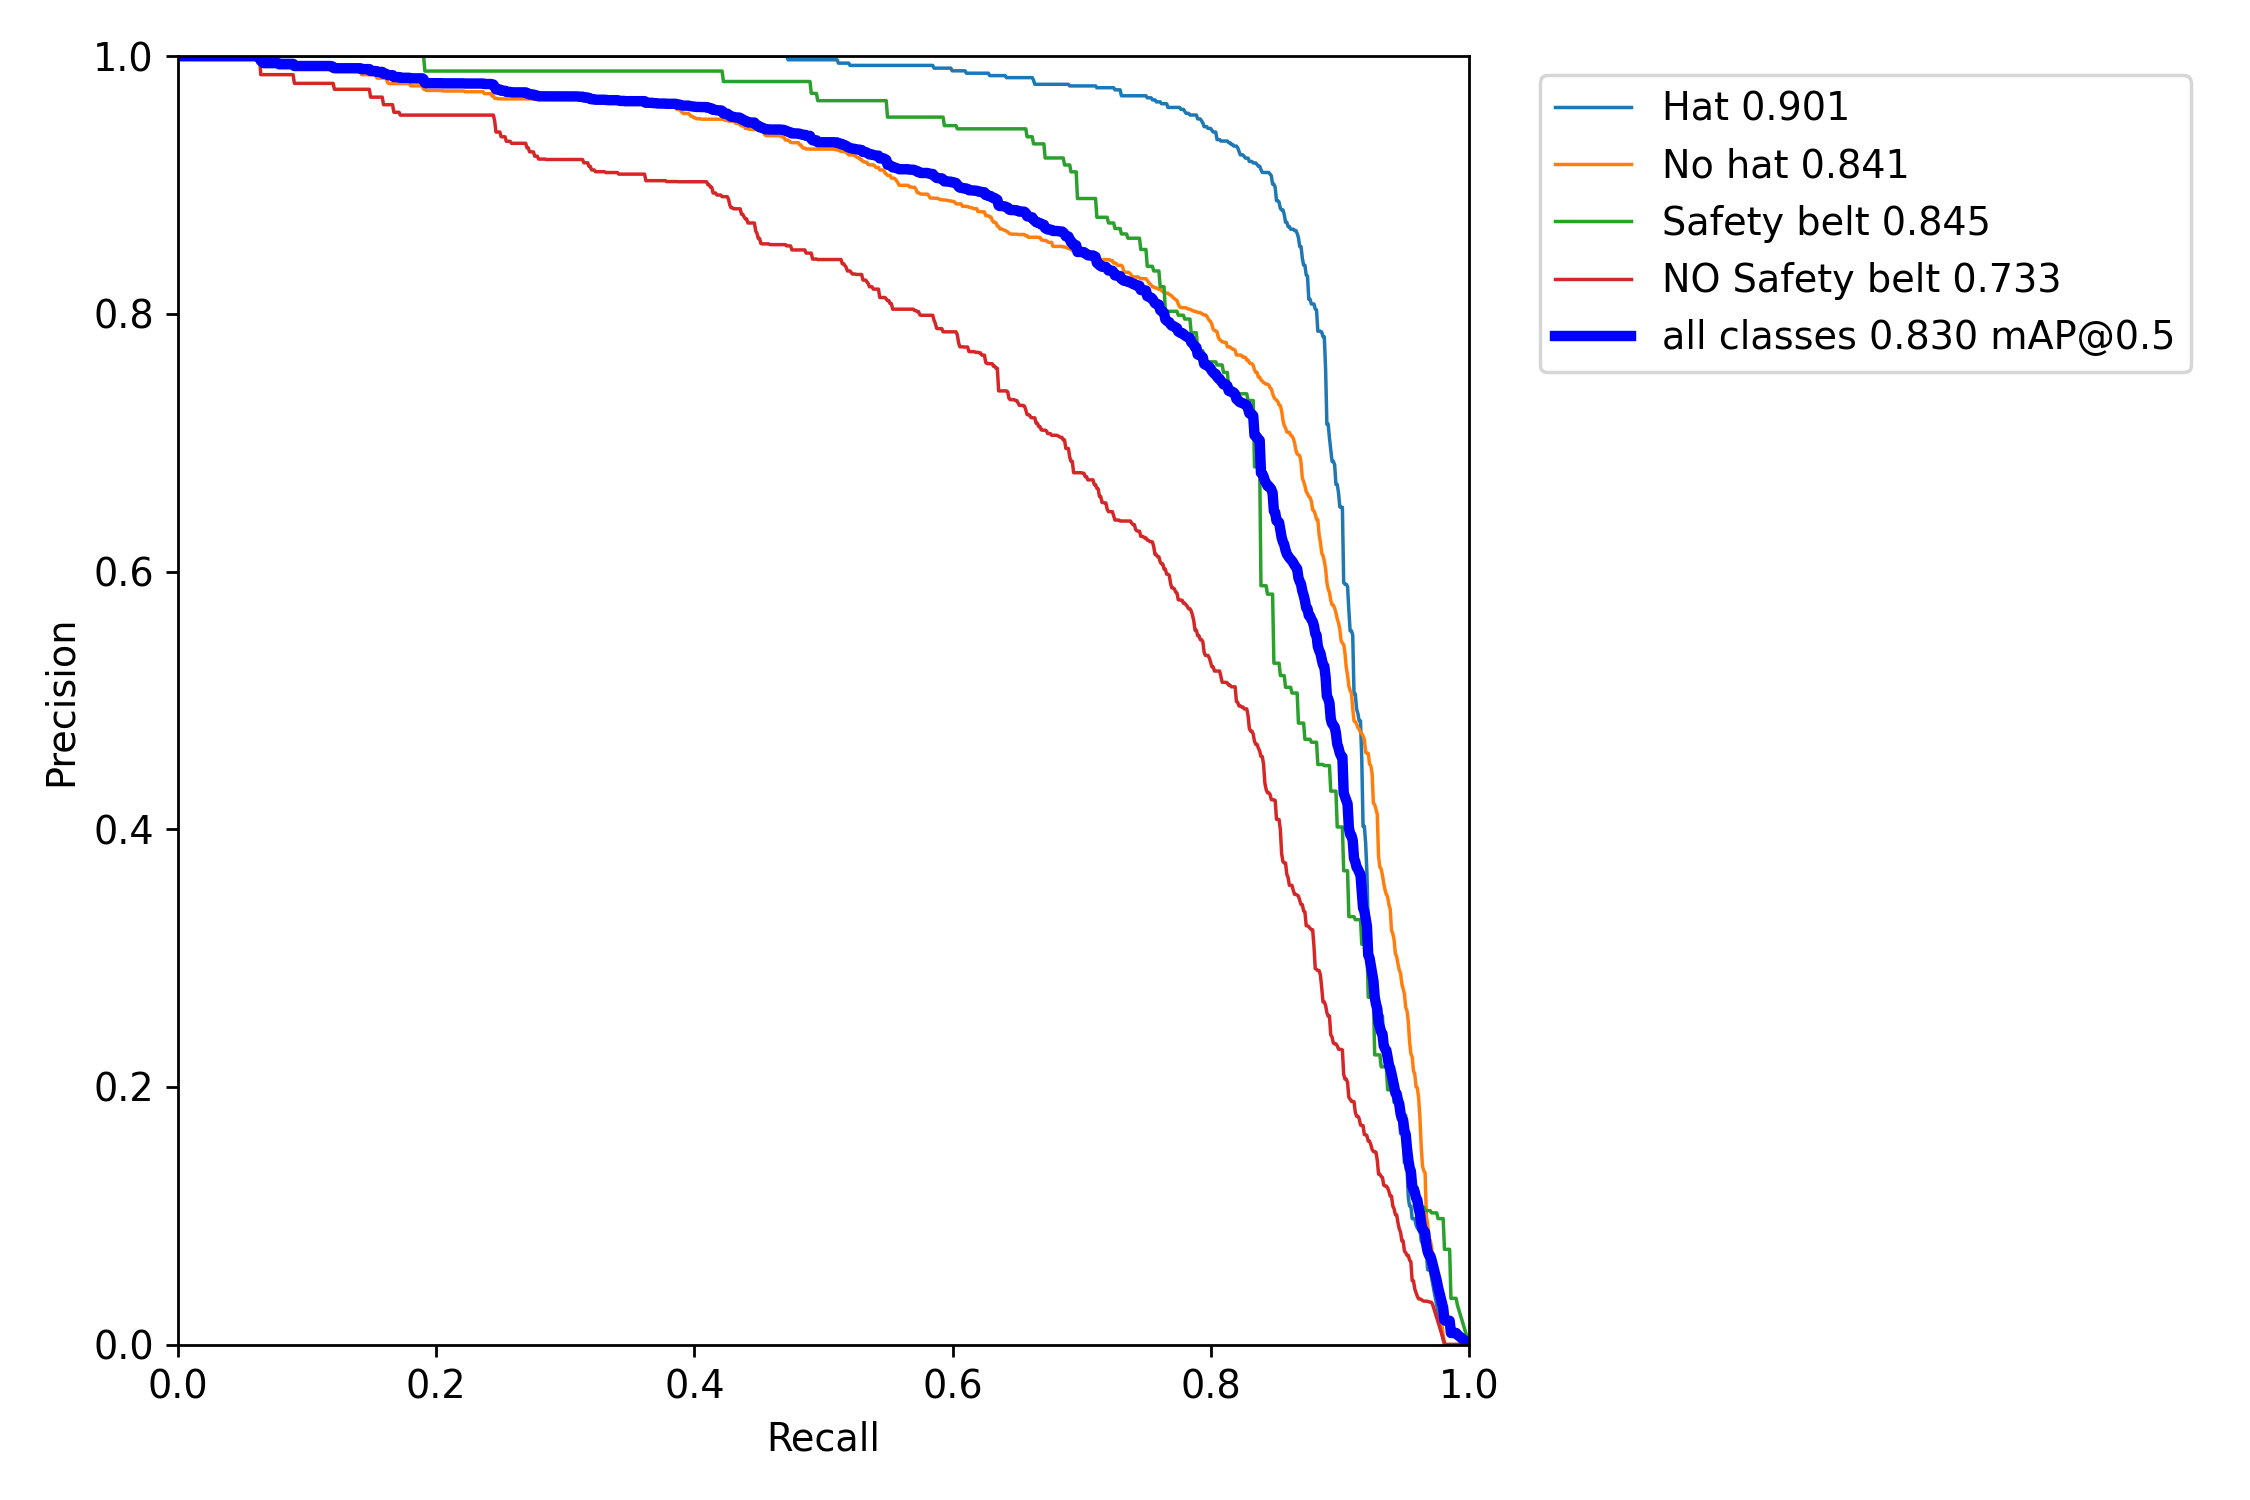 1.0
0.8
0.6
0.4
0.2
0.0
Precision
0.0 0.2 0.4 0.6 0.8 1.0
Recall
Hat 0.901
No hat 0.841
Safety belt 0.845
NO Safety belt 0.733
all classes 0.830 mAP@0.5